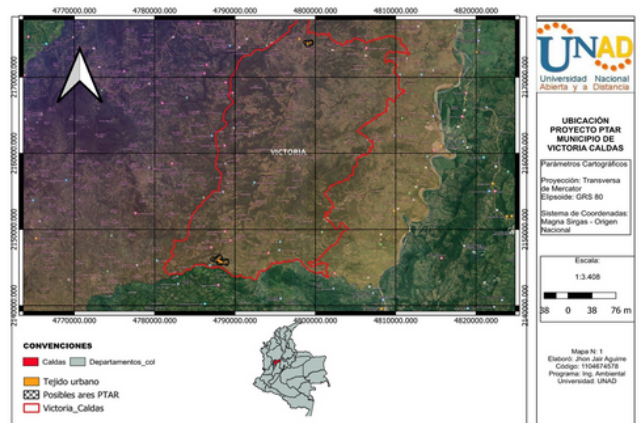 4770000.000 4780000.000 4790000.000 4800000.000 4810000.000 4820000.000
2170000.000 2170000.000
2160000.000 2160000.000
2150000.000 2150000.000
2140000.000 2140000.000
VICTORIA
4770000.000 4780000.000 4790000.000 4800000.000 4810000.000 4820000.000
CONVENCIONES
Caldas Departamentos_col
Tejido urbano
Posibles ares PTAR
Victoria_Caldas
UNAD
Universidad Nacional
Abierta y a Distancia
UBICACIÓN
PROYECTO PTAR
MUNICIPIO DE
VICTORIA CALDAS
Parámetros Cartográficos
Proyección: Transversa
de Mercator
Elipsoide: GRS 80
Sistema de Coordenadas:
Magna Sirgas - Origen
Nacional
Escala:
1:3.408
38 0 38 76 m
Mapa N: 1
Elaboró: Jhon Jair Aguirre
Código: 1104674578
Programa: Ing. Ambiental
Universidad: UNAD